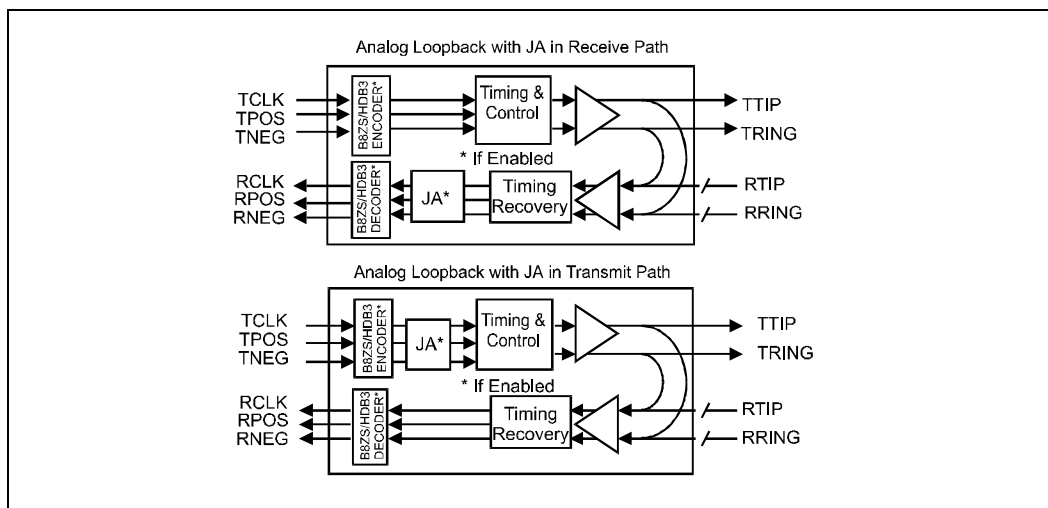 Analog Loopback with JA in Receive Path
TCLK
TPOS
TNEG
B8ZS/HDB3
ENCODER*
Timing &
Control
TTIP
TRING
* If Enabled
RCLK
RPOS
RNEG
B8ZS/HDB3
DECODER*
JA*
Timing
Recovery
RTIP
RRING
Analog Loopback with JA in Transmit Path
TCLK
TPOS
TNEG
B8ZS/HDB3
ENCODER*
JA*
Timing &
Control
TTIP
TRING
* If Enabled
RCLK
RPOS
RNEG
B8ZS/HDB3
DECODER*
Timing
Recovery
RTIP
RRING